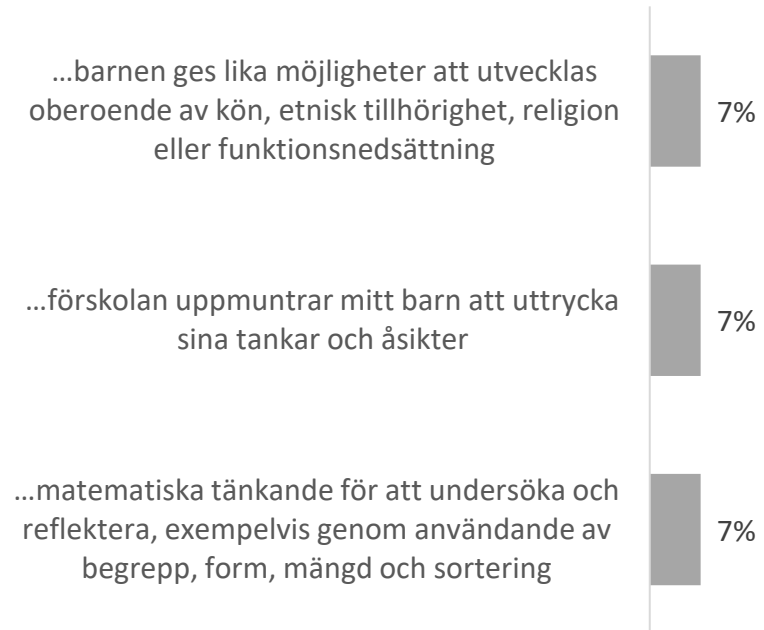 …barnen ges lika möjligheter att utvecklas
oberoende av kön, etnisk tillhörighet, religion
eller funktionsnedsättning
7%
…förskolan uppmuntrar mitt barn att uttrycka
sina tankar och åsikter
7%
…matematiska tänkande för att undersöka och
reflektera, exempelvis genom användande av
begrepp, form, mängd och sortering
7%